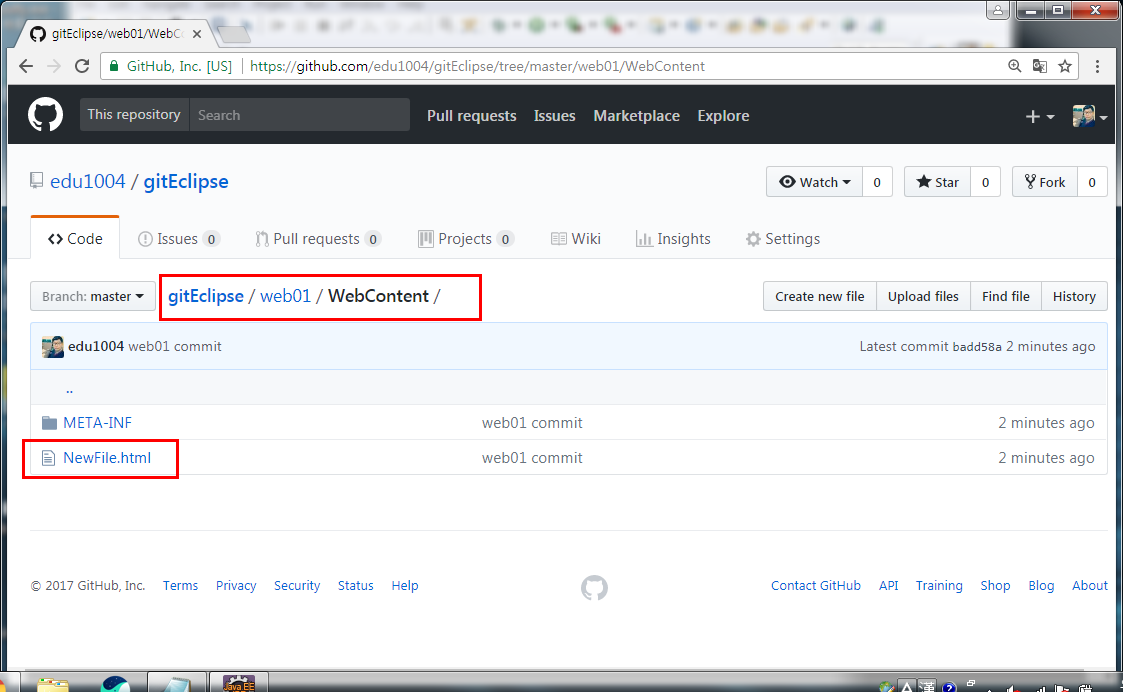 gitEclipse/web01/WebC
GitHub, Inc. [US] https://github.com/edu1004/gitEclipse/tree/master/web01/WebContent
This repository Search Pull requests Issues Marketplace Explore
edu1004 / gitEclipse Watch 0 Star 0 Fork 0
Code Issues 0 Pull requests 0 Projects 0 Wiki Insights Settings
Branch: master gitEclipse / web01 / WebContent / Create new file Upload files Find file History
edu1004 web01 commit Latest commit badd58a 2 minutes ago
..
META-INF web01 commit 2 minutes ago
NewFile.html web01 commit 2 minutes ago
© 2017 GitHub, Inc. Terms Privacy Security Status Help Contact GitHub API Training Shop Blog About
Java EE A 漢